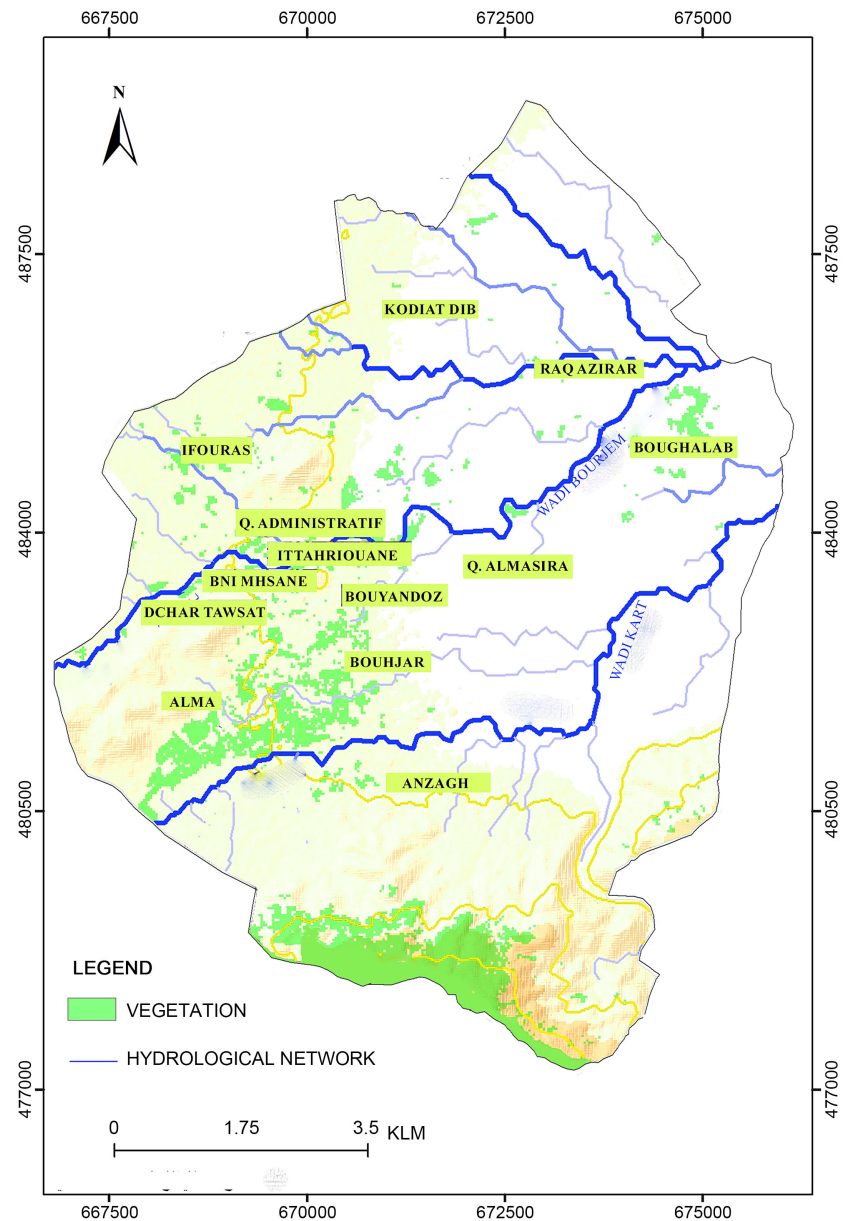 667500 670000 672500 675000
N
487500 487500
KODIAT DIB
RAQ AZIRAR
IFOURAS
BOUGHALAB
WADI BOURJEM
Q. ADMINISTRATIF
484000 484000
ITTAHRIOUANE
Q. ALMASIRA
BNI MHSANE
BOUYANDOZ
DCHAR TAWSAT
WADI KART
BOUHJAR
ALMA
ANZAGH
480500 480500
LEGEND
VEGETATION
HYDROLOGICAL NETWORK
477000 477000
0 1.75 3.5 KLM
667500 670000 672500 675000